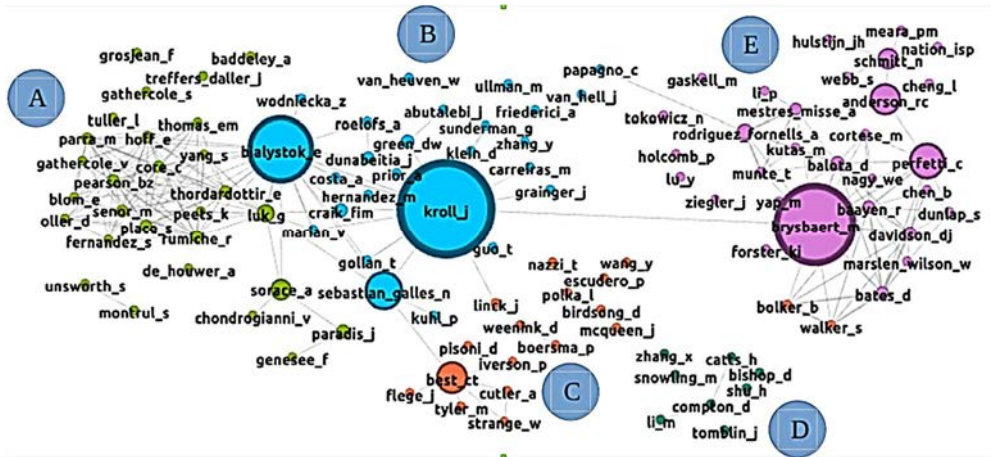 A
B
C
D
E
grosjean_f
baddeley_a
treffers_daller_j
gathercole_s
tuller_l
parra_m
hoff_e
thomas_em
gathercole_v
core_c
yang_s
pearson_bz
blom_e
thordardottir_e
senor_m
peets_k
oller_d
place_s
fernandez_s
rumiche_r
luk_g
de_houwer_a
unsworth_s
montrul_s
sorace_a
chondrogianni_v
paradis_j
genesee_f
van_heuven_w
wodniecka_z
ullman_m
abutalebi_j
friederici_a
roelofs_a
green_dw
sunderman_g
bialystok_e
dunabeitia_j
klein_d
zhang_y
costa_a
prior_a
carreiras_m
hernandez_m
grainger_j
craik_fim
kroll_j
marian_v
guo_t
gollan_t
sebastian_galles_n
kuhl_p
papagno_c
van_hell_j
linck_j
nazzi_t
wang_y
escudero_p
polka_l
birdsong_d
weenink_d
mcqueen_j
pisoni_d
boersma_p
iverson_p
best_ct
flege_j
cutler_a
tyler_m
strange_w
zhang_x
catts_h
snowling_m
bishop_d
shu_h
compton_d
li_m
tomblin_j
hulstijn_jh
meara_pm
nation_isp
schmitt_n
webb_s
cheng_l
gaskell_m
li_p
anderson_rc
mestres_misse_a
tokowicz_n
rodriguez_fornells_a
cortese_m
kutas_m
holcomb_p
balota_d
perfetti_c
lu_y
munte_t
nagy_we
chen_b
ziegler_j
yap_m
baayen_r
dunlap_s
brysbaert_m
davidson_dj
forster_ki
marslen_wilson_w
bates_d
bolker_b
walker_s